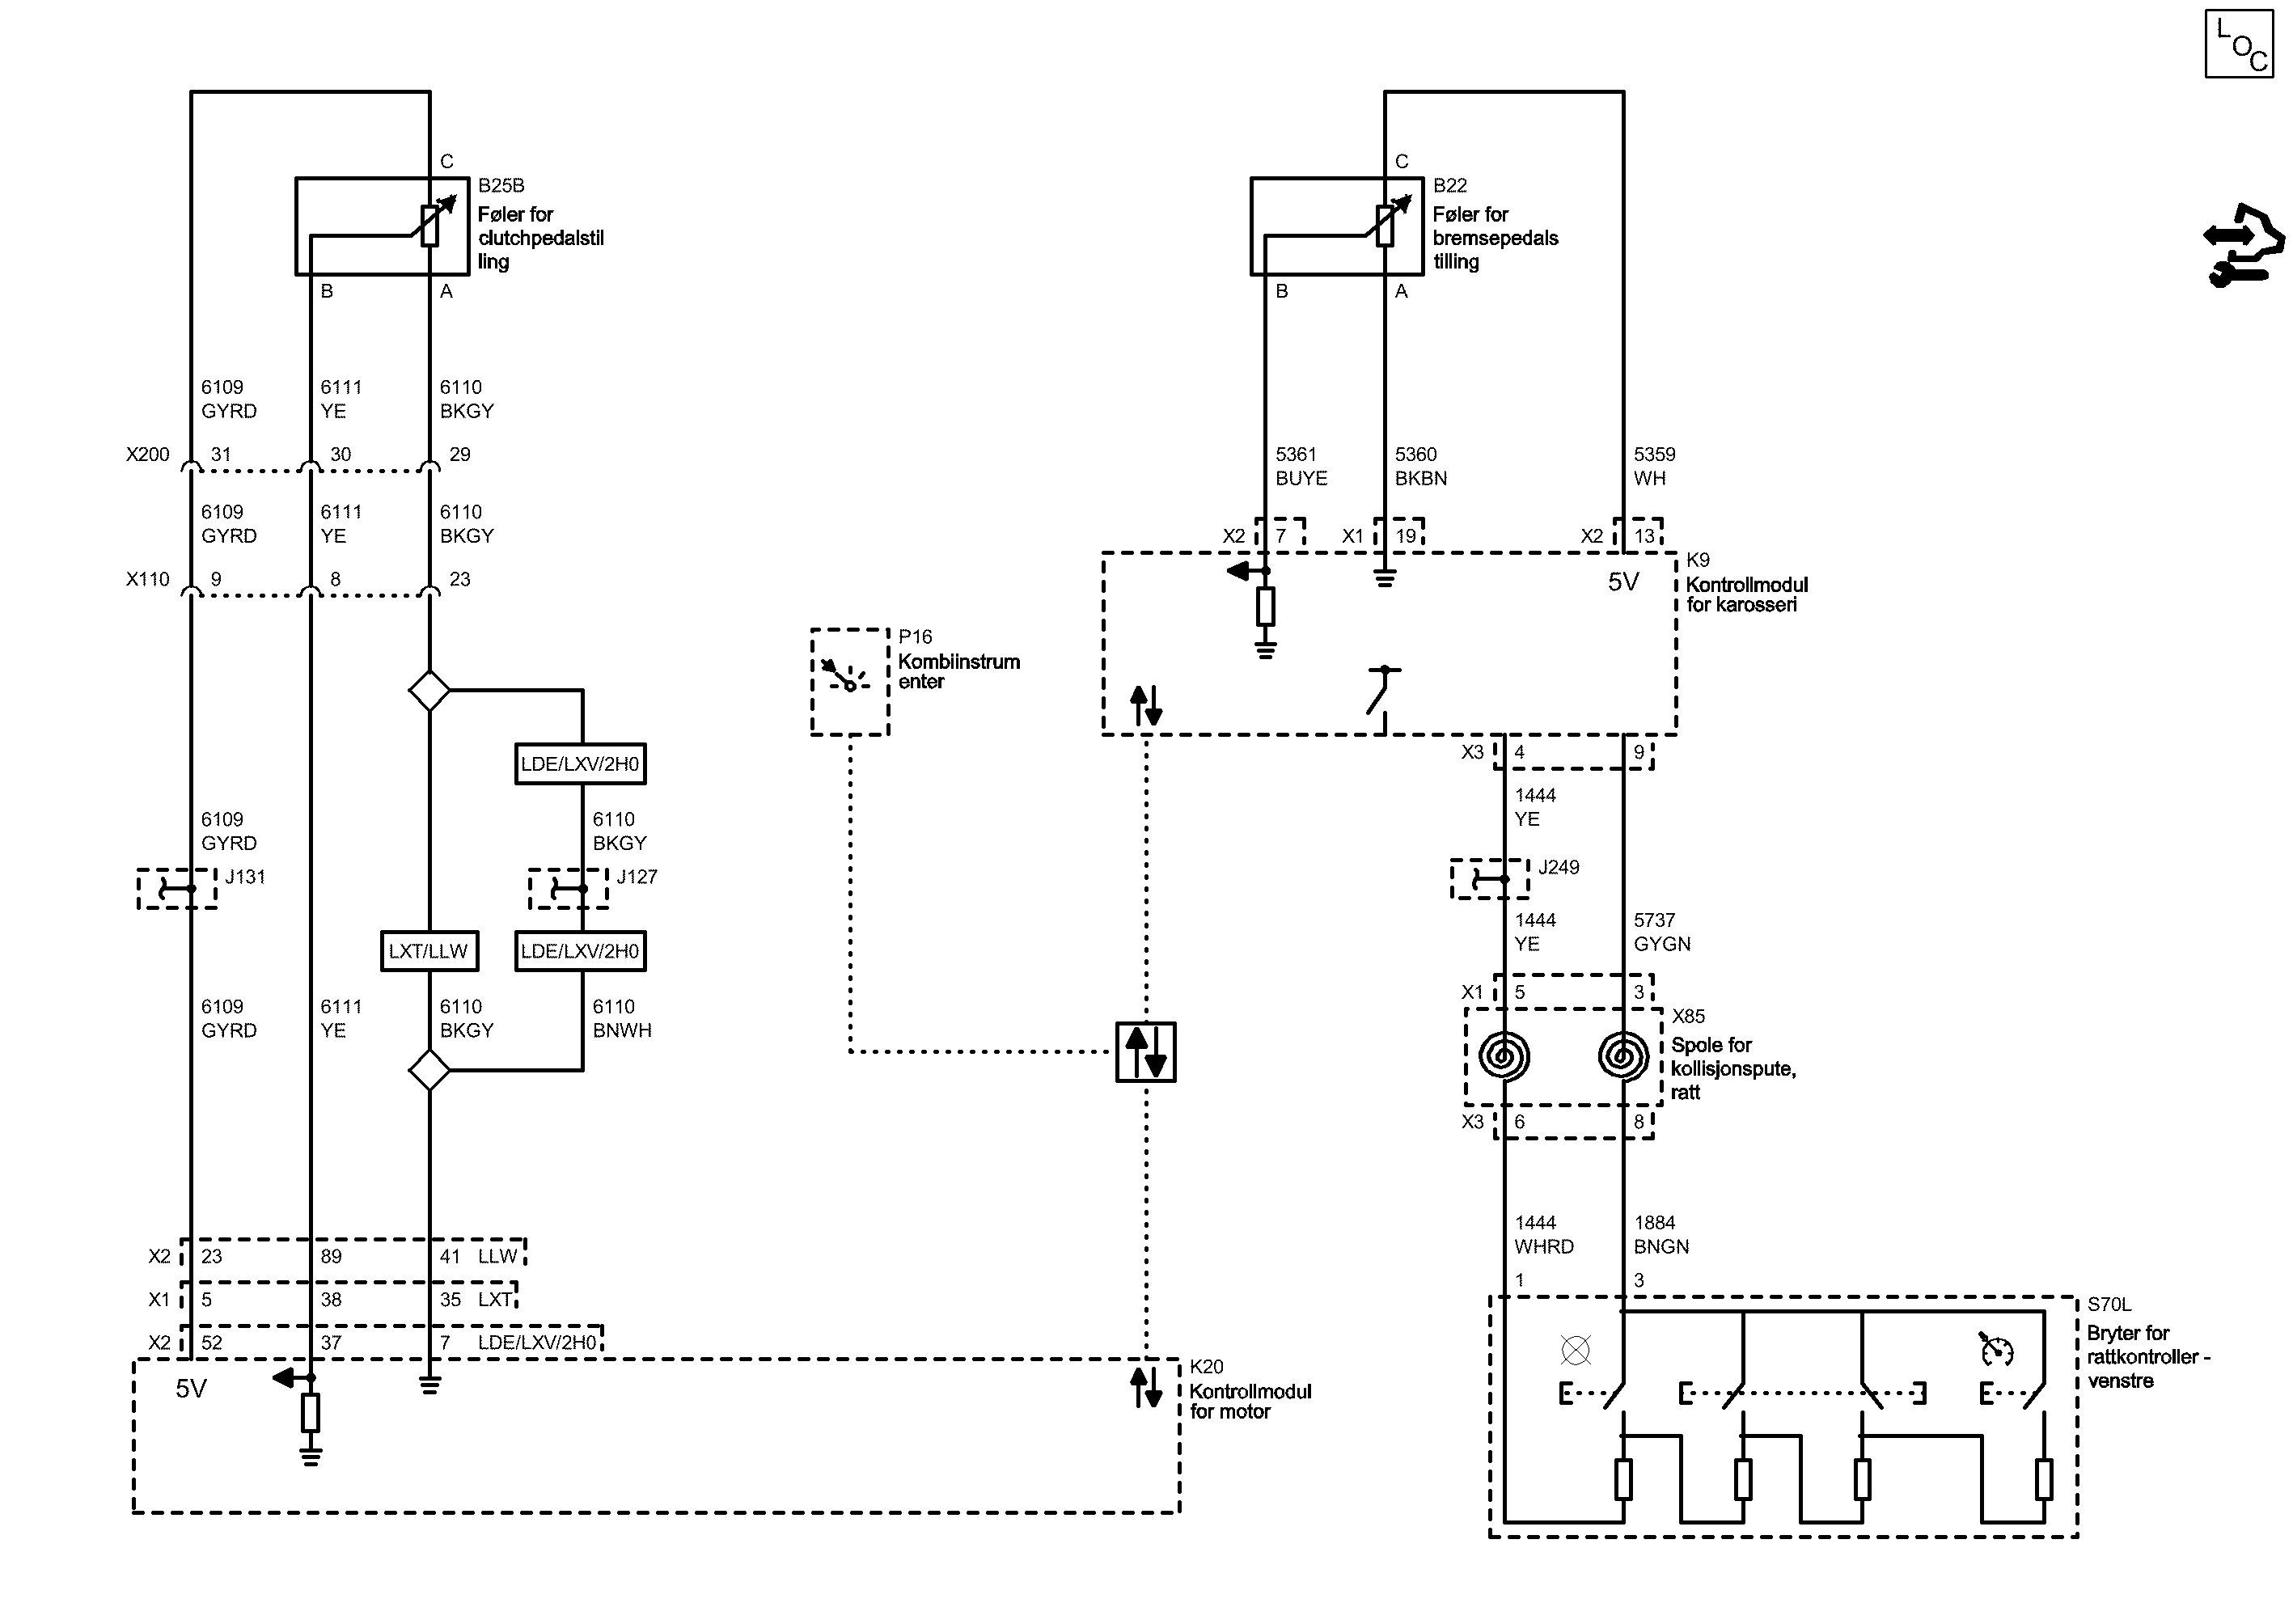 L
O
C
C
B25B
Føler for
clutchpedalstil
ling
B
A
C
B22
Føler for
bremsepedals
tilling
B
A
6109
GYRD
6111
YE
6110
BKGY
X200
31
30
29
6109
GYRD
6111
YE
6110
BKGY
X110
9
8
23
5361
BUYE
5360
BKBN
5359
WH
X2
7
X1
19
X2
13
5V
K9
Kontrollmodul
for karosseri
P16
Kombiinstrum
enter
LDE/LXV/2H0
6109
GYRD
6110
BKGY
J131
J127
LXT/LLW
LDE/LXV/2H0
6109
GYRD
6111
YE
6110
BKGY
6110
BNWH
X3
4
9
1444
YE
J249
1444
YE
5737
GYGN
X1
5
3
X85
Spole for
kollisjonspute,
ratt
X3
6
8
1444
WHRD
1884
BNGN
1
3
X2
23
89
41
LLW
X1
5
38
35
LXT
X2
52
37
7
LDE/LXV/2H0
5V
K20
Kontrollmodul
for motor
S70L
Bryter for
rattkontroller -
venstre